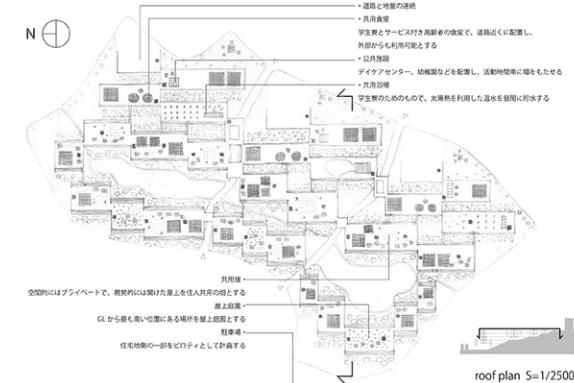 ・道路と地盤の連続
・共用食堂
学生寮とサービス付き高齢者の食堂で、道路近くに配置し、
外部からも利用可能とする
・公共施設
デイケアセンター、幼稚園などを配置し、活動時間帯に幅をもたせる
・共用浴場
学生寮のためのもので、太陽熱を利用した温水を昼間に貯水する
N
共用畑・
空間的にはプライベートで、視覚的には開けた屋上を住人共用の畑とする
屋上庭園・
GLから最も高い位置にある場所を屋上庭園とする
駐車場・
住宅地側の一部をピロティとして計画する
roof plan S=1/2500